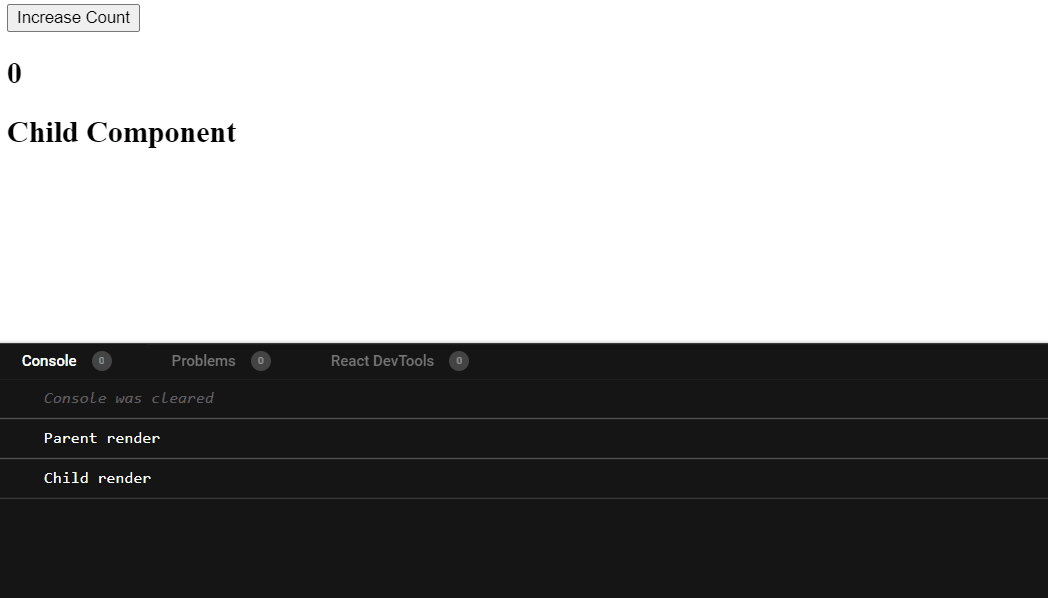 Increase Count
0
Child Component
Console 0 Problems 0 React DevTools 0
Console was cleared
Parent render
Child render